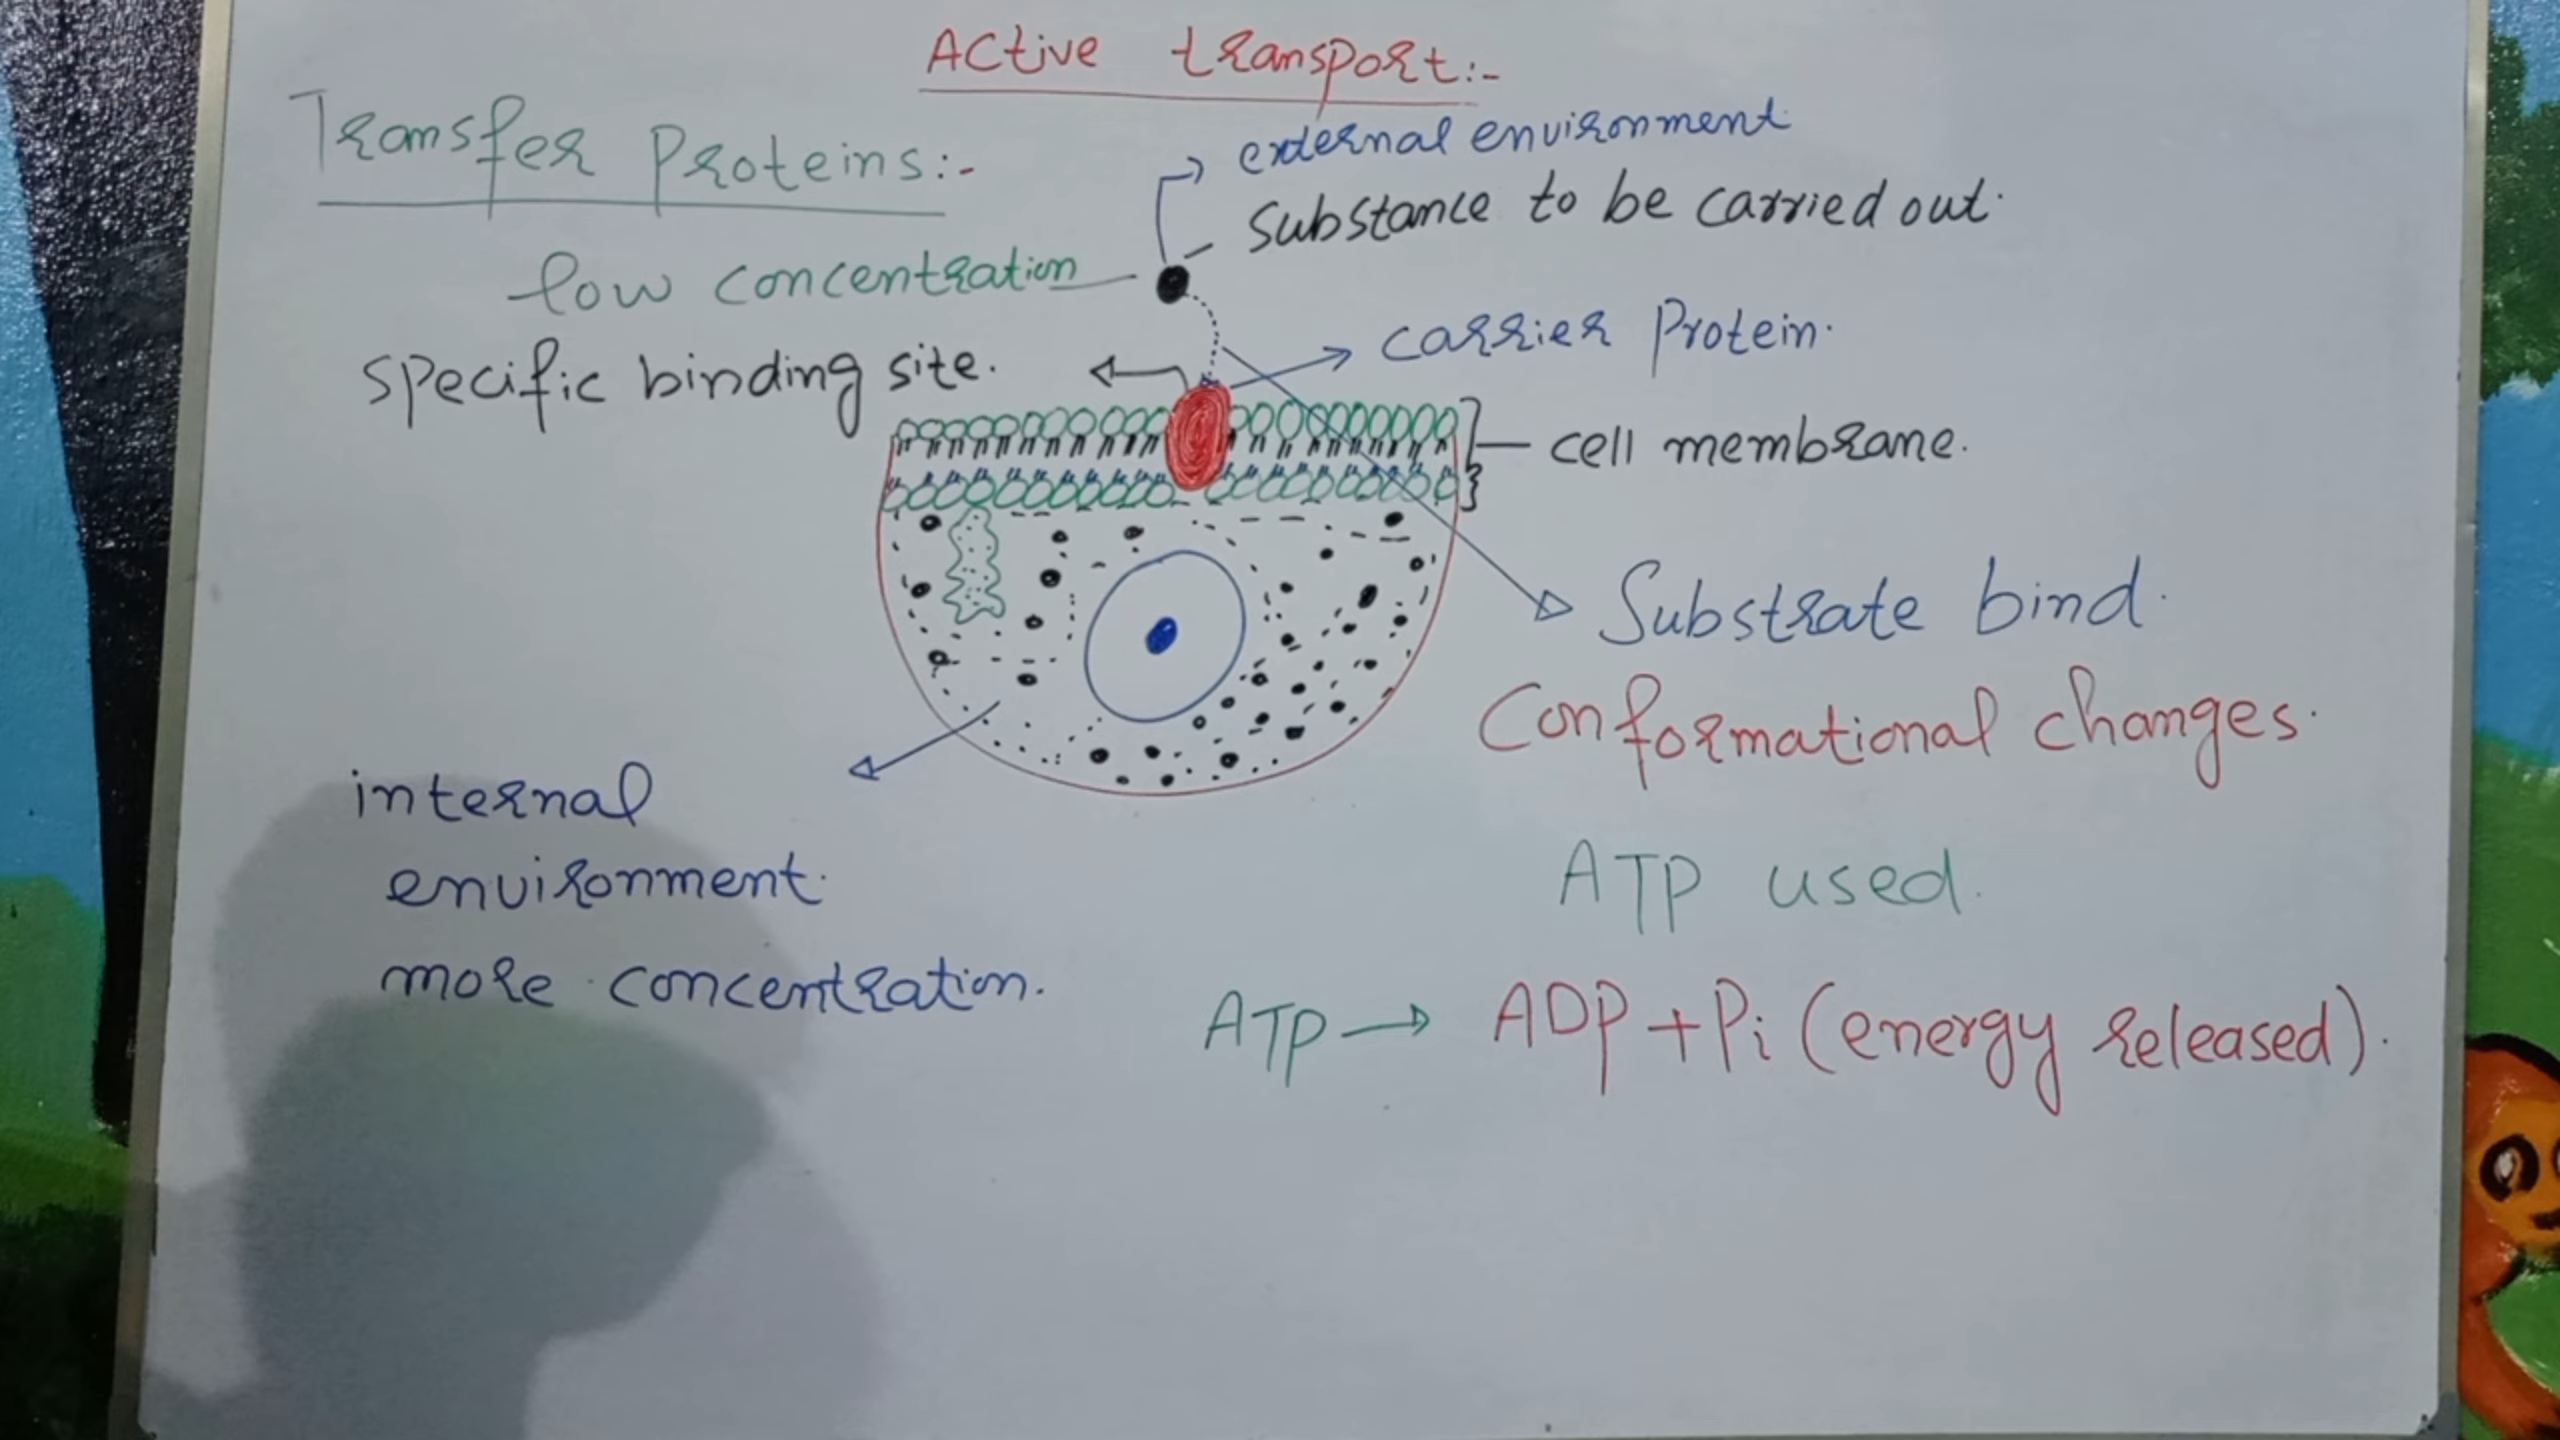 Active transport:-
Transfer Proteins:-
external environment
Substance to be carried out.
low concentration
specific binding site.
carrier Protein.
cell membrane.
Substrate bind.
Conformational changes.
internal
environment.
more concentration.
ATP used.
ATP → ADP + Pi (energy released).